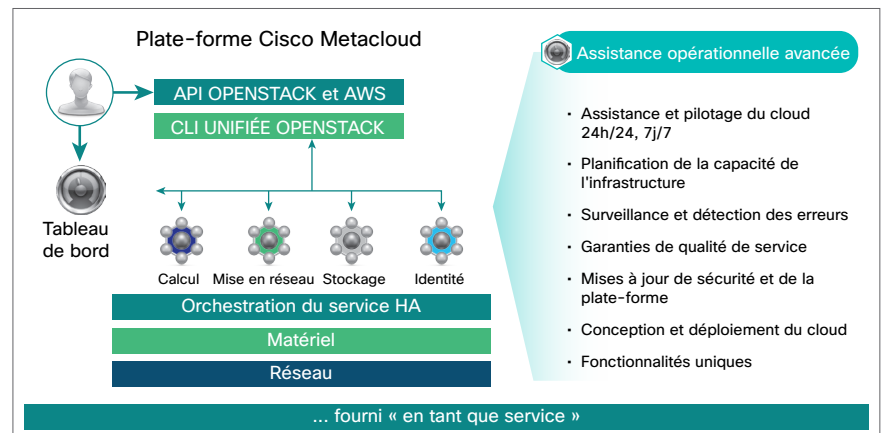 Plate-forme Cisco Metacloud
API OPENSTACK et AWS
CLI UNIFIÉE OPENSTACK
Tableau
de bord
Calcul
Mise en réseau
Stockage
Identité
Orchestration du service HA
Matériel
Réseau
Assistance opérationnelle avancée
· Assistance et pilotage du cloud
24h/24, 7j/7
· Planification de la capacité de
l'infrastructure
· Surveillance et détection des erreurs
· Garanties de qualité de service
· Mises à jour de sécurité et de la
plate-forme
· Conception et déploiement du cloud
· Fonctionnalités uniques
... fourni « en tant que service »